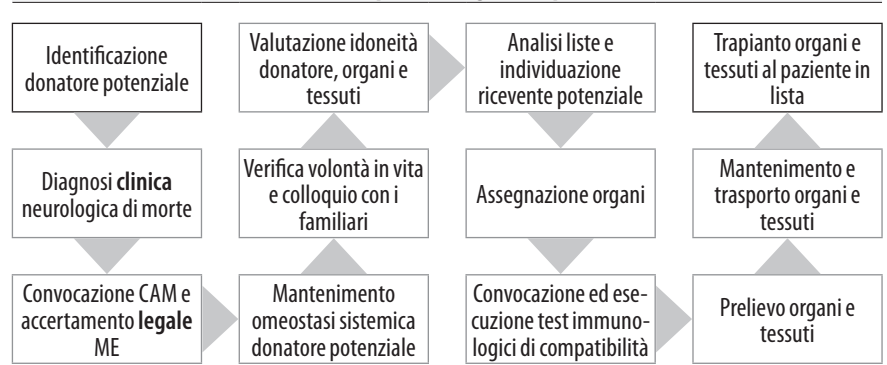 Identificazione
donatore potenziale
Diagnosi clinica
neurologica di morte
Convocazione CAM e
accertamento legale
ME
Mantenimento
omeostasi sistemica
donatore potenziale
Verifica volontà in vita
e colloquio con i
familiari
Valutazione idoneità
donatore, organi e
tessuti
Analisi liste e
individuazione
ricevente potenziale
Assegnazione organi
Convocazione ed ese-
cuzione test immuno-
logici di compatibilità
Prelievo organi e
tessuti
Mantenimento e
trasporto organi e
tessuti
Trapianto organi e
tessuti al paziente in
lista